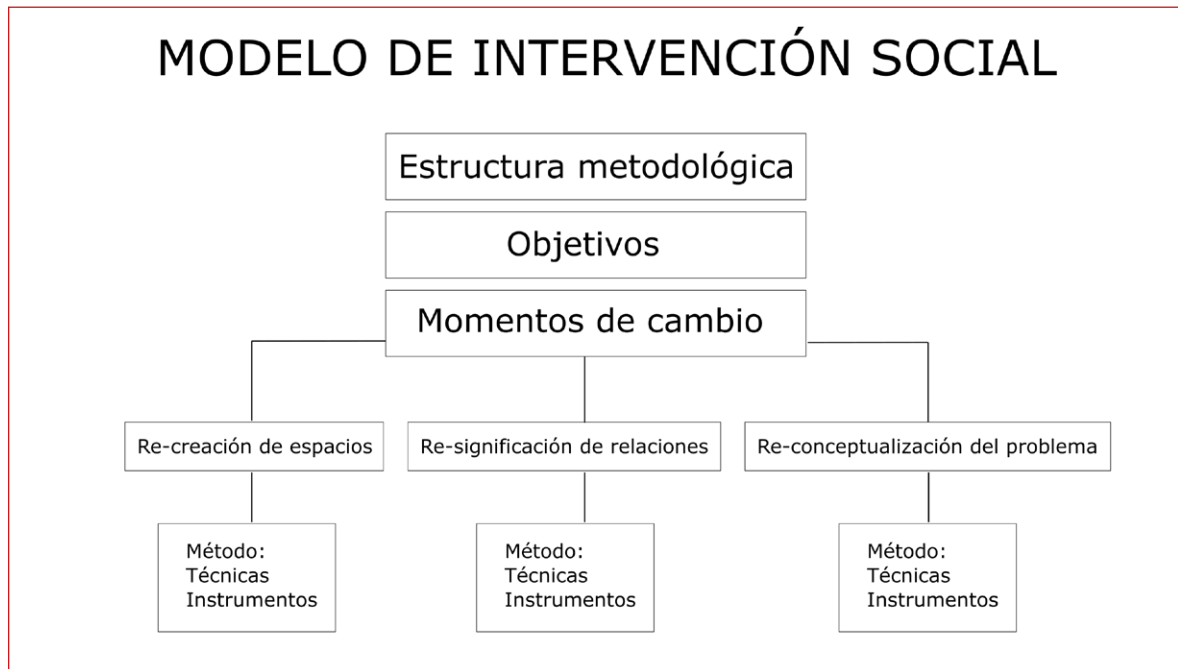 MODELO DE INTERVENCIÓN SOCIAL
Estructura metodológica
Objetivos
Momentos de cambio
Re-creación de espacios
Re-significación de relaciones
Re-conceptualización del problema
Método:
Técnicas
Instrumentos
Método:
Técnicas
Instrumentos
Método:
Técnicas
Instrumentos